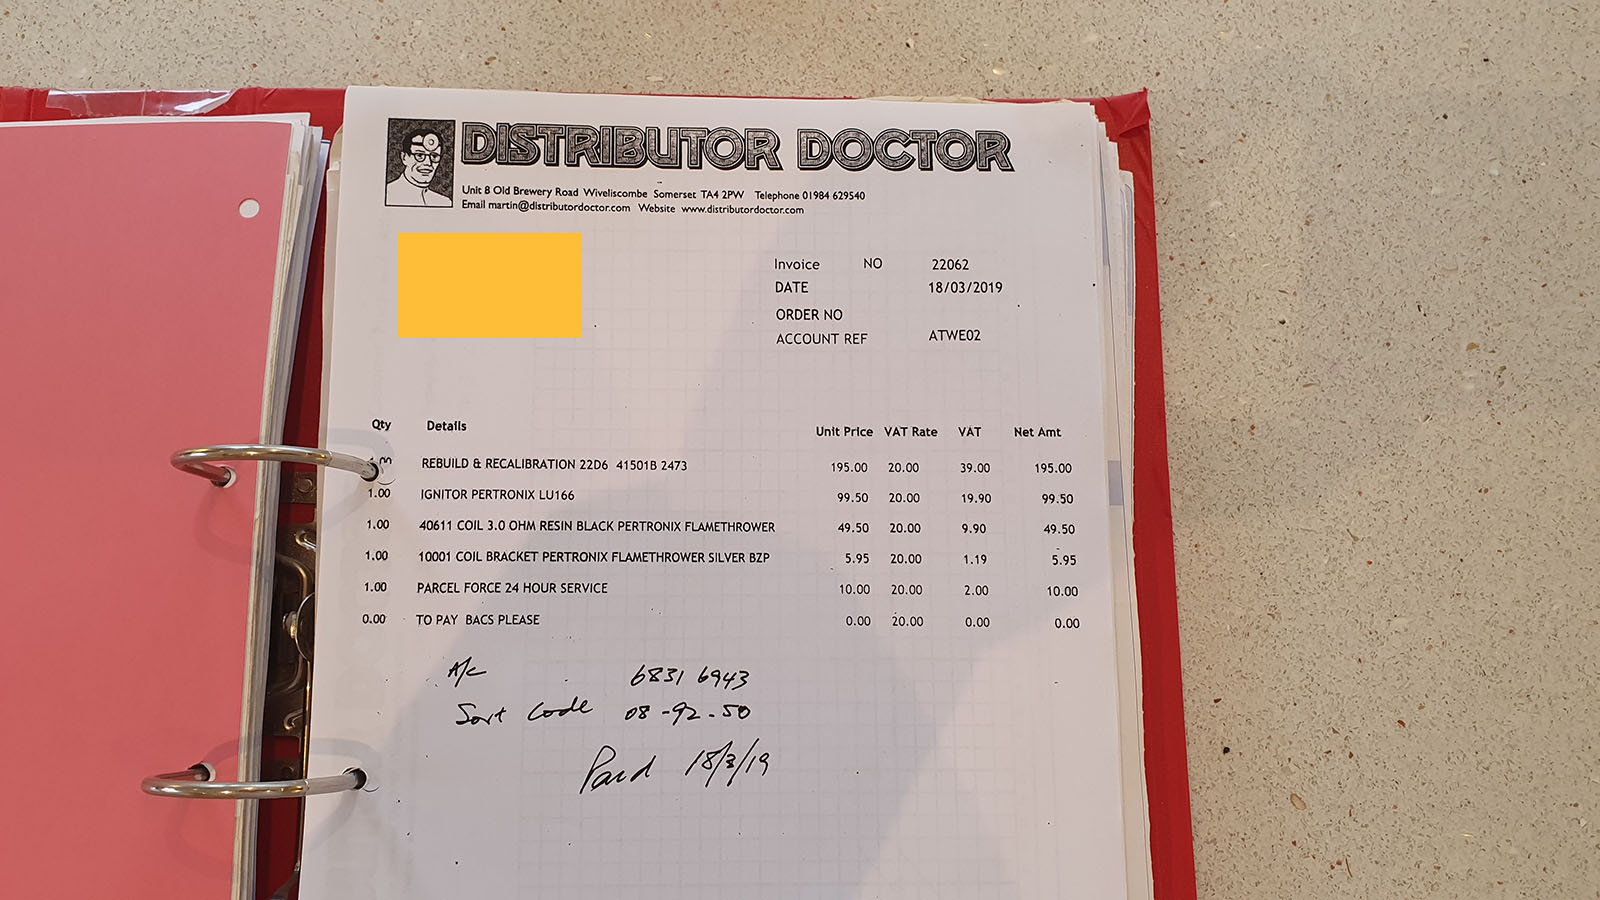 DISTRIBUTOR DOCTOR
Unit 8 Old Brewery Road Wiveliscombe Somerset TA4 2PW Telephone 01984 629540
Email martin@distributordoctor.com Website www.distributordoctor.com
Invoice NO 22062
DATE 18/03/2019
ORDER NO
ACCOUNT REF ATWE02
Qty Details Unit Price VAT Rate VAT Net Amt
REBUILD & RECALIBRATION 22D6 41501B 2473 195.00 20.00 39.00 195.00
1.00 IGNITOR PERTRONIX LU166 99.50 20.00 19.90 99.50
1.00 40611 COIL 3.0 OHM RESIN BLACK PERTRONIX FLAMETHROWER 49.50 20.00 9.90 49.50
1.00 10001 COIL BRACKET PERTRONIX FLAMETHROWER SILVER BZP 5.95 20.00 1.19 5.95
1.00 PARCEL FORCE 24 HOUR SERVICE 10.00 20.00 2.00 10.00
0.00 TO PAY BACS PLEASE 0.00 20.00 0.00 0.00
A/c 6831 6943
Sort Code 08-92-50
Paid 18/3/19